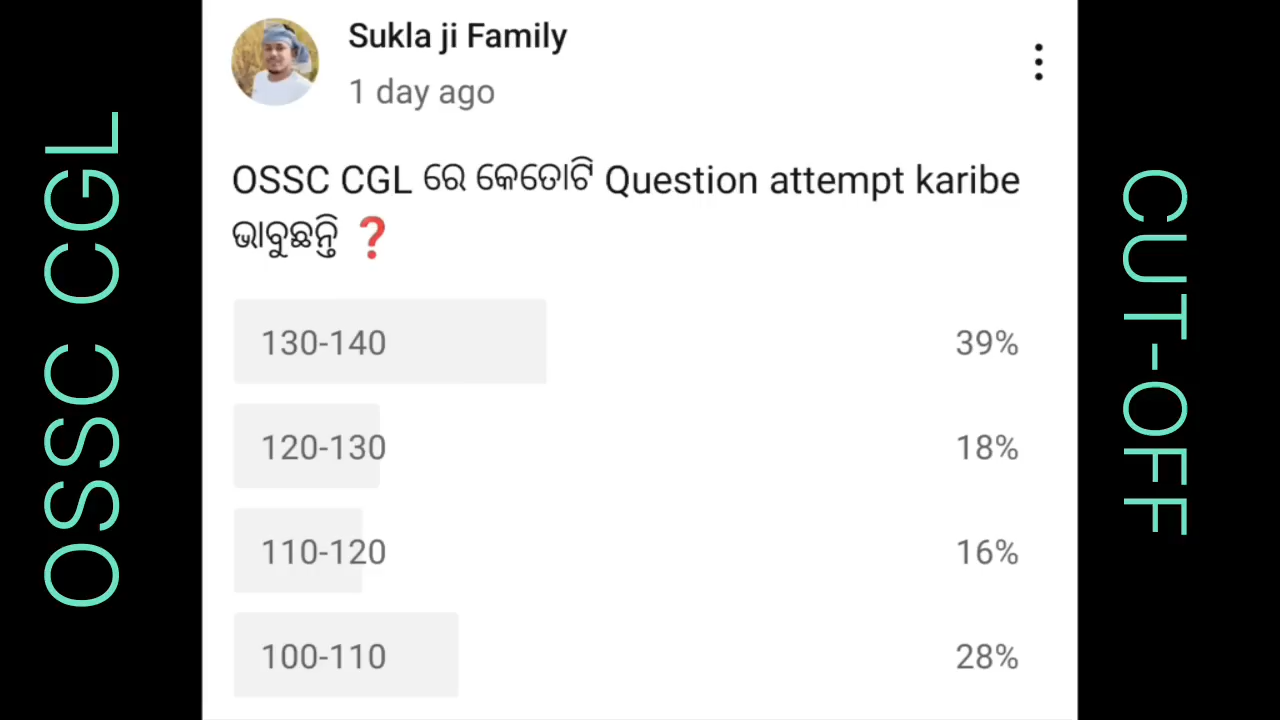 OSSC CGL
Sukla ji Family
1 day ago
OSSC CGL ରେ କେତୋଟି Question attempt karibe
ଭାବୁଛନ୍ତି ❓
130-140 39%
120-130 18%
110-120 16%
100-110 28%
CUT-OFF